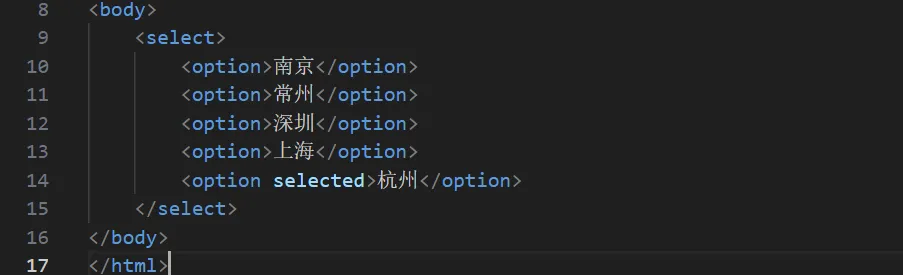 8 <body>
9 <select>
10 <option>南京</option>
11 <option>常州</option>
12 <option>深圳</option>
13 <option>上海</option>
14 <option selected>杭州</option>
15 </select>
16 </body>
17 </html>